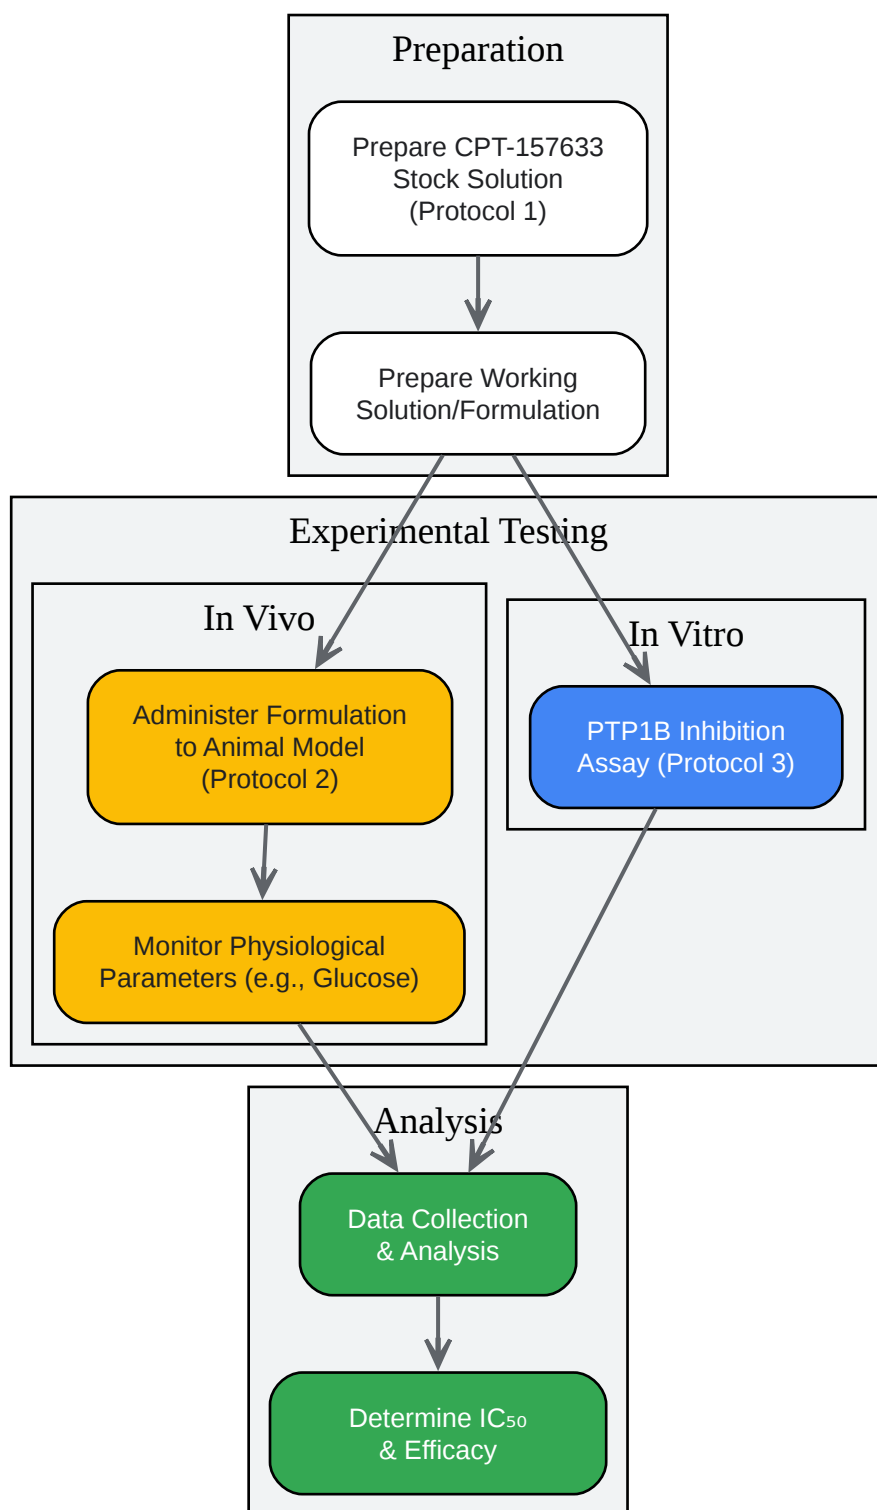 Preparation
Prepare CPT-157633
Stock Solution
(Protocol 1)
Prepare Working
Solution/Formulation
Experimental Testing
In Vivo
In Vitro
Administer Formulation
to Animal Model
(Protocol 2)
PTP1B Inhibition
Assay (Protocol 3)
Monitor Physiological
Parameters (e.g., Glucose)
Analysis
Data Collection
& Analysis
Determine IC₅₀
& Efficacy